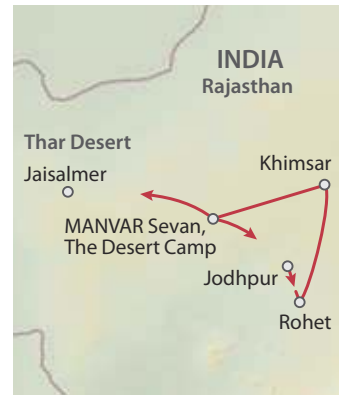 INDIA
Rajasthan
Thar Desert
Jaisalmer
Khimsar
MANVAR Sevan,
The Desert Camp
Jodhpur
Rohet